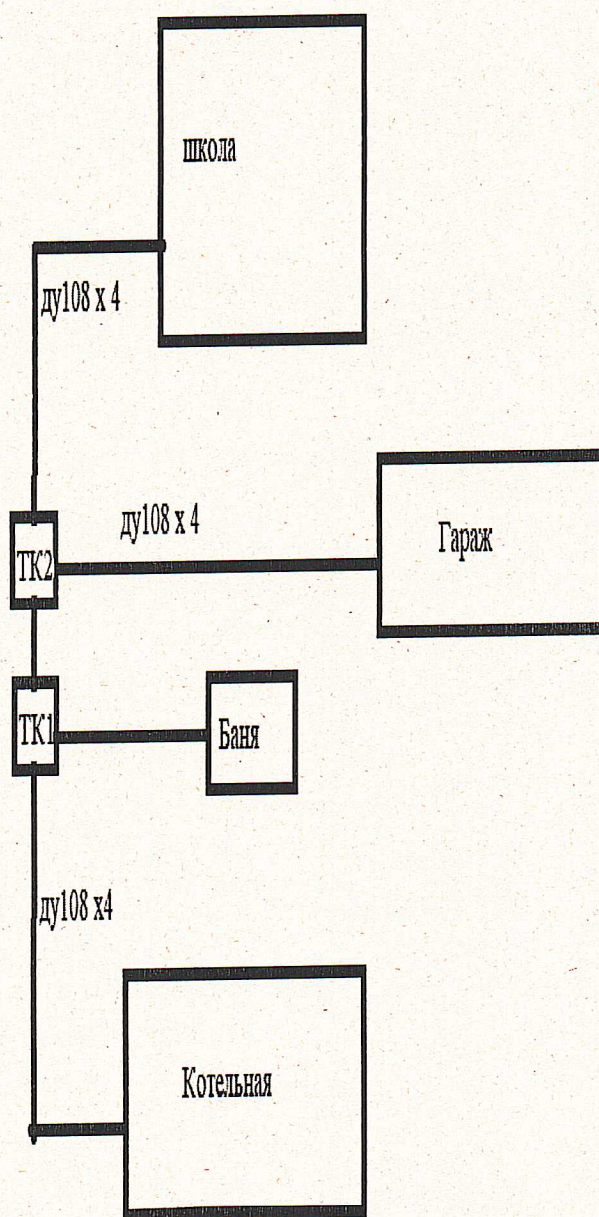 школа
ду108 х 4
ду108 х 4
Гараж
ТК2
ТК1
Баня
ду108 х4
Котельная